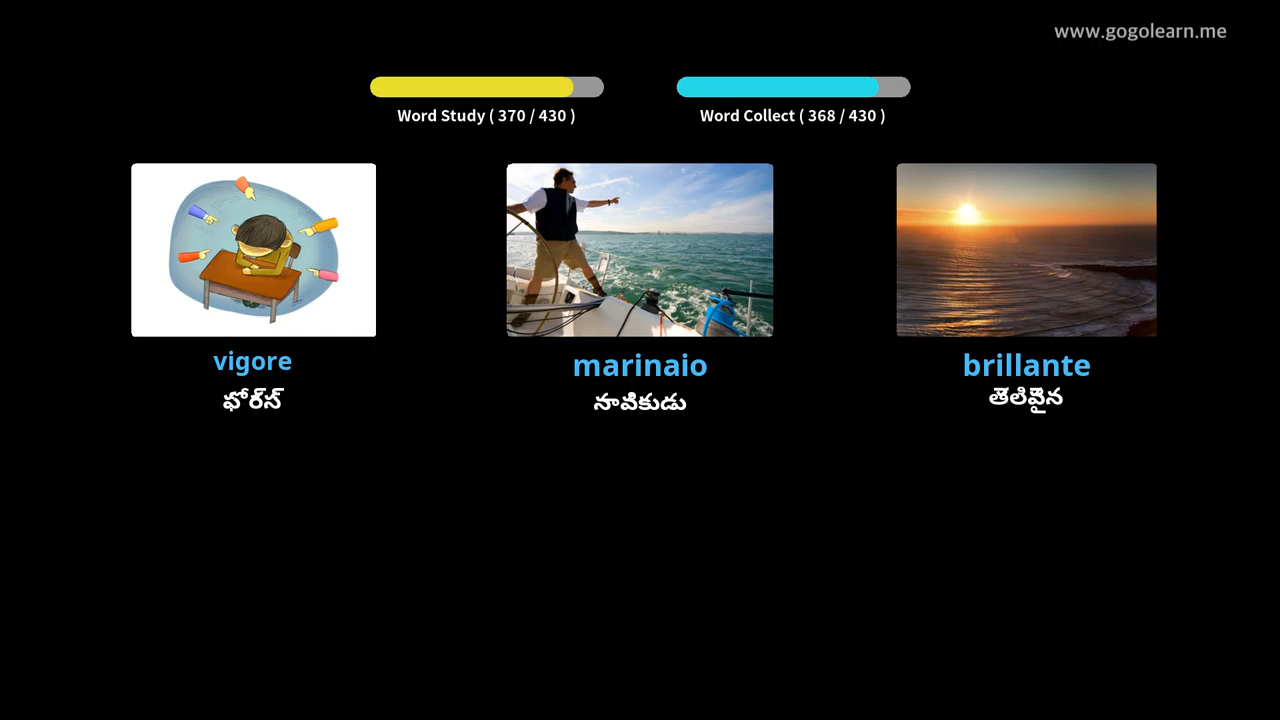 www.gogolearn.me
Word Study ( 370 / 430 )
Word Collect ( 368 / 430 )
vigore
marinaio
brillante
ఫోర్స్
నావికుడు
తెలివైన